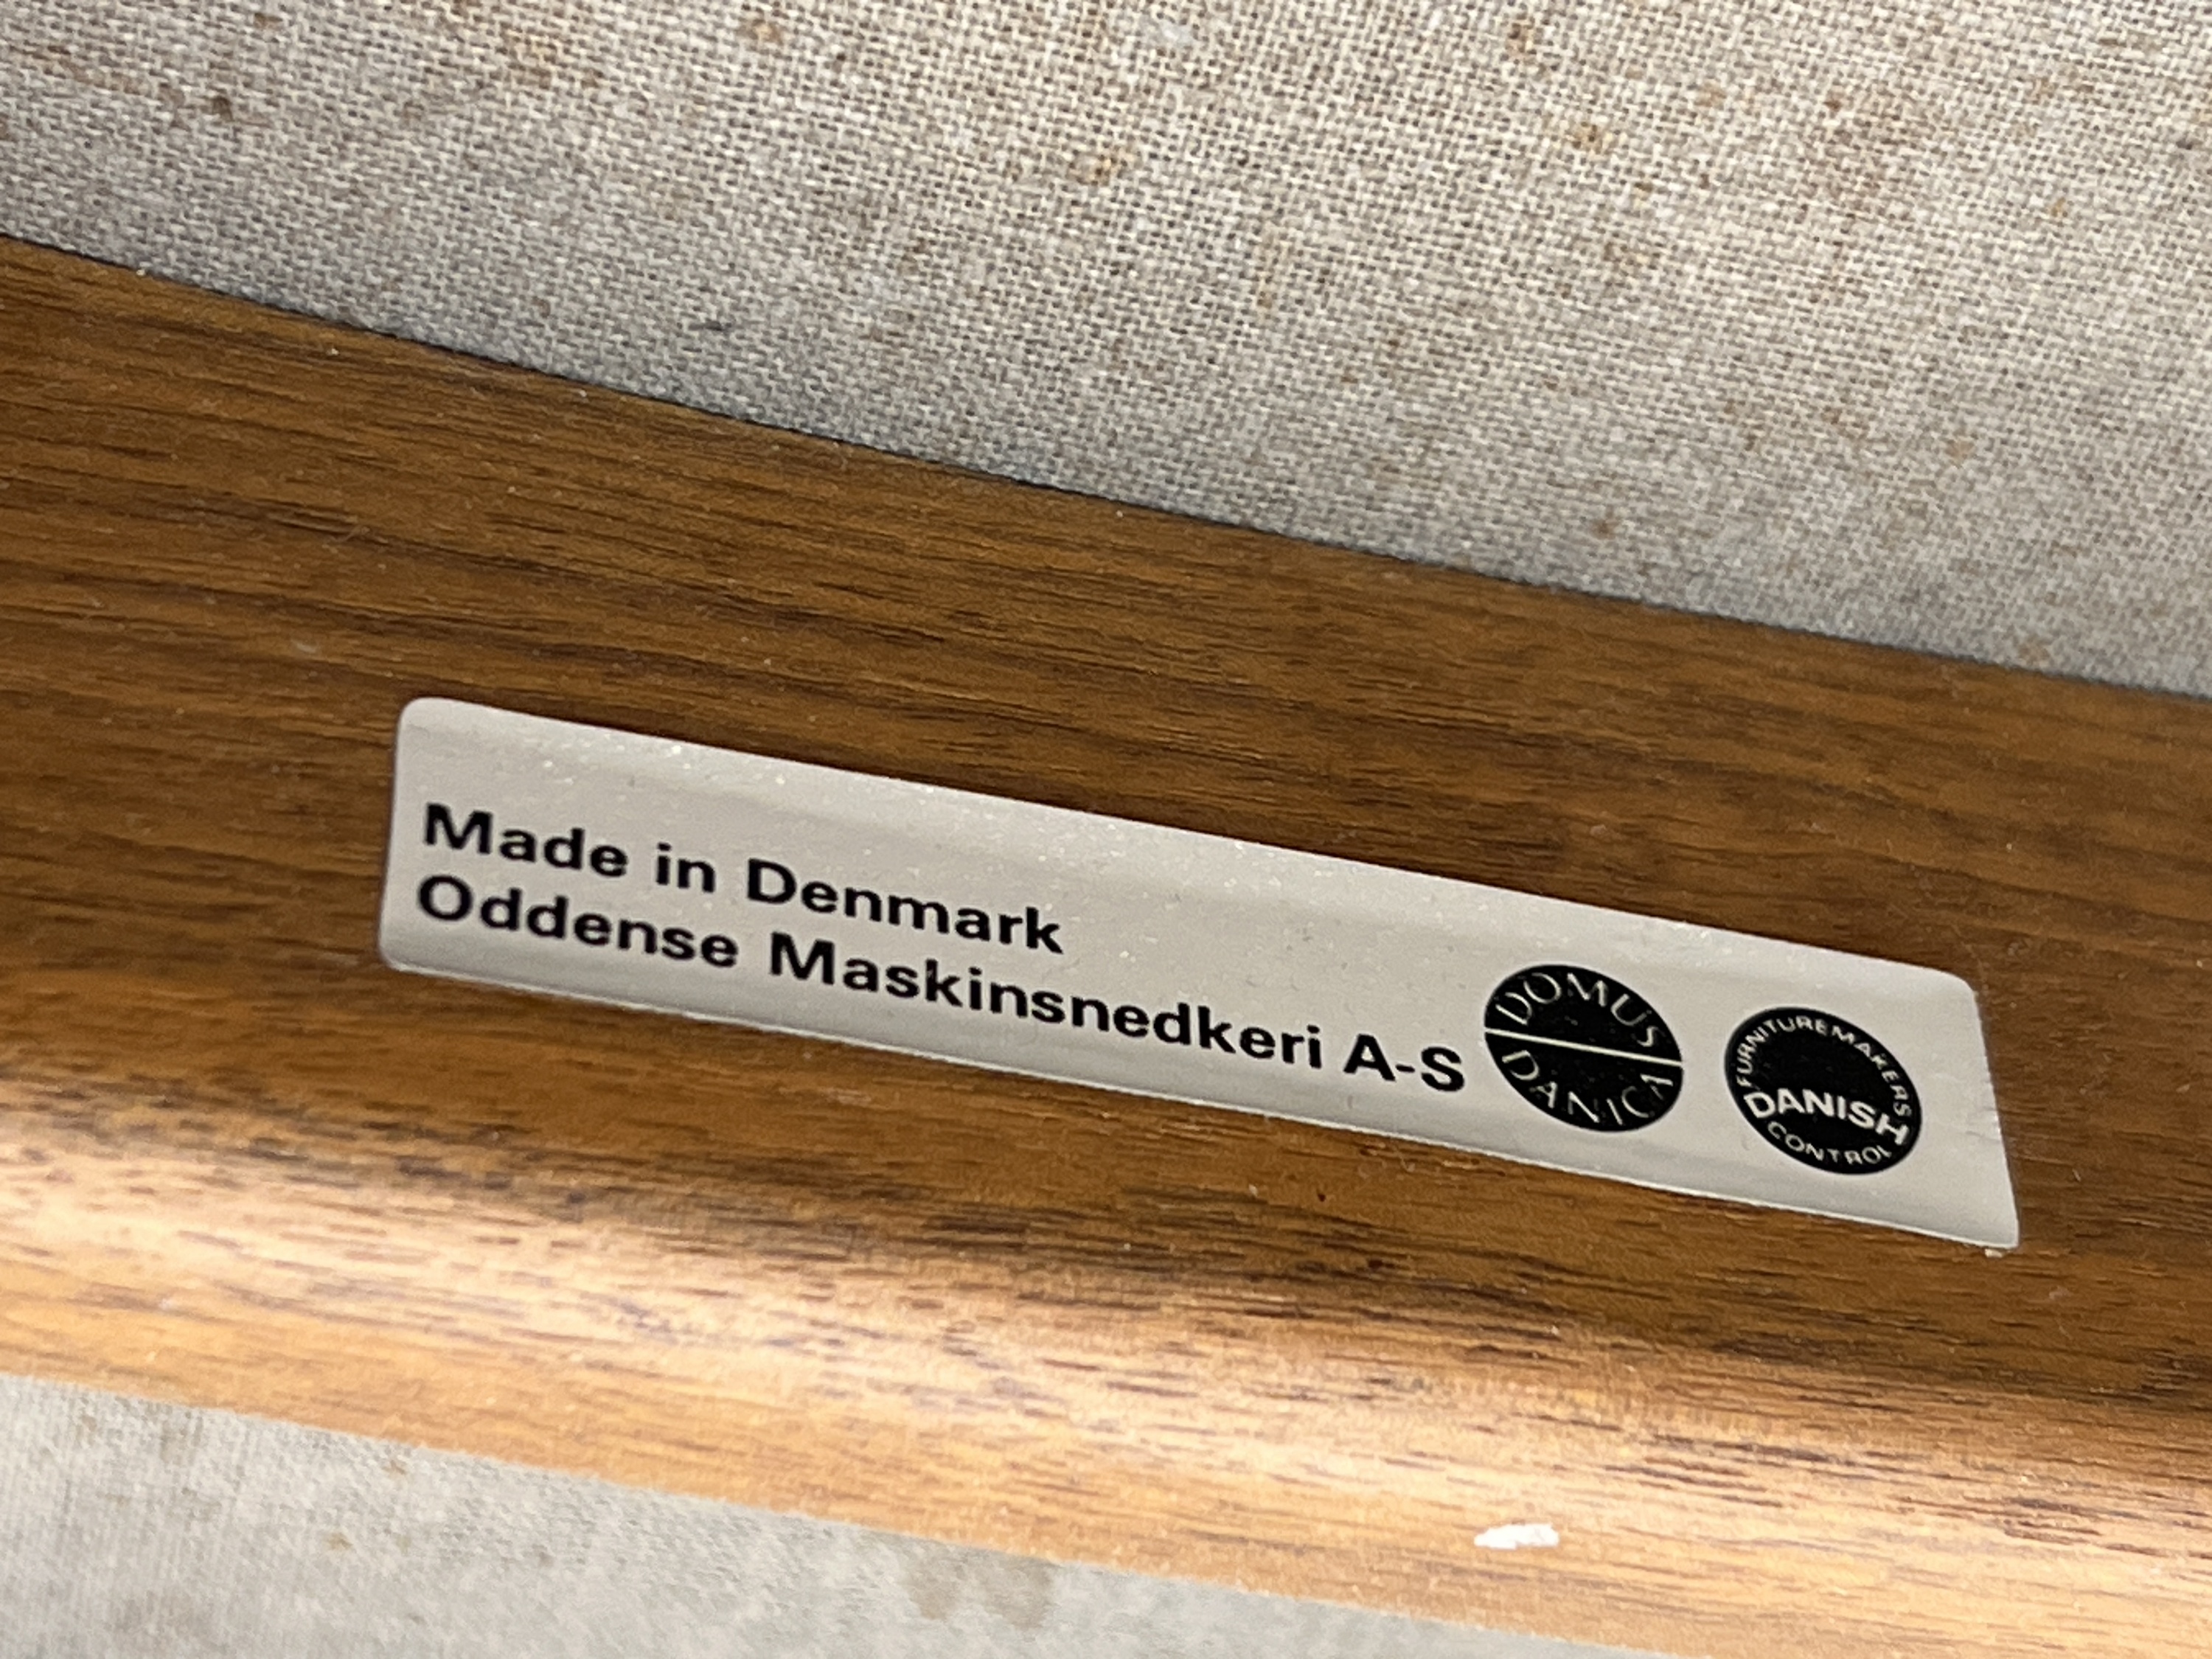 Made in Denmark
Oddense Maskinsnedkeri A-S
DOMUS
DANICA
FURNITUREMAKERS
DANISH
CONTROL